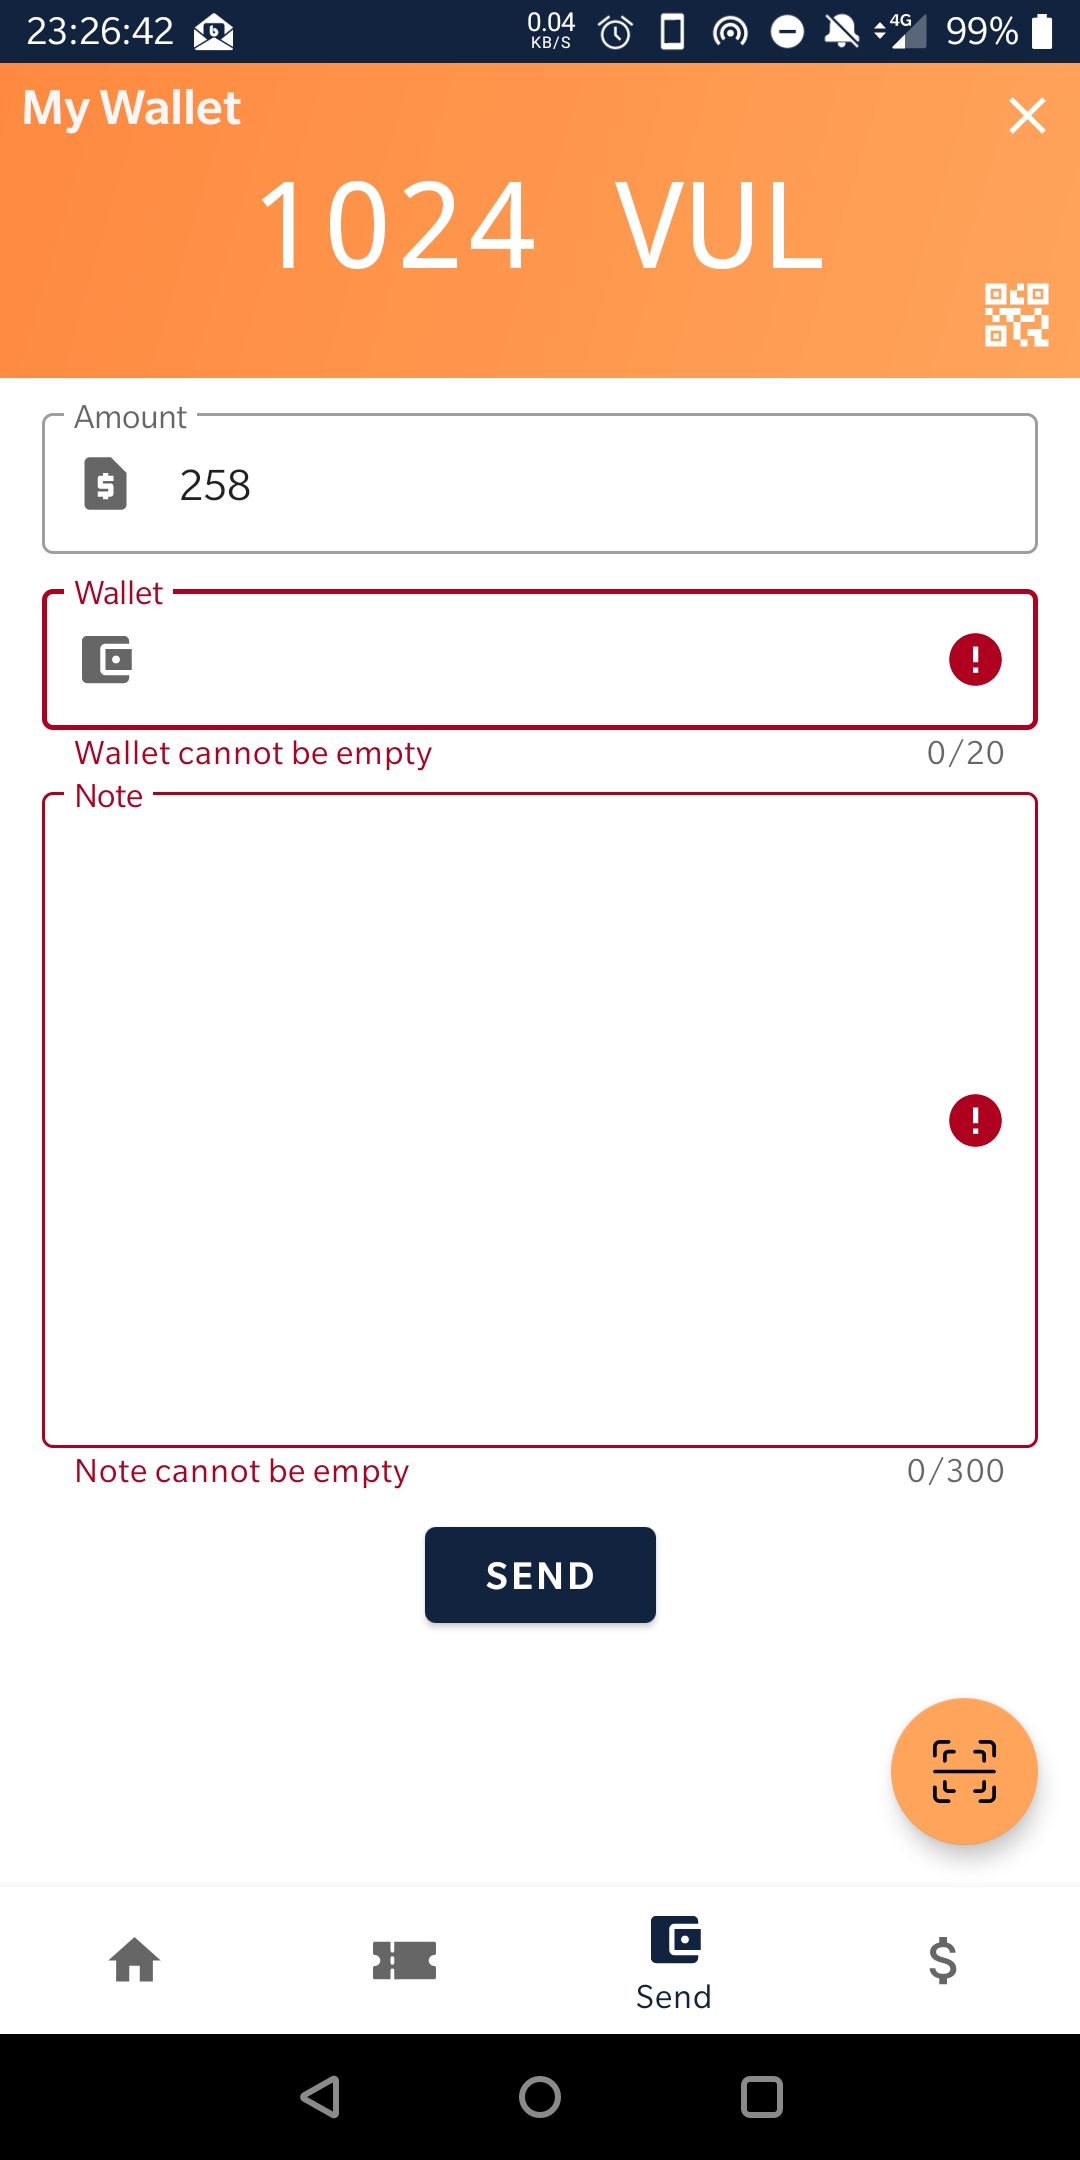 23:26:42 0.04 KB/S 4G 99%
My Wallet
1024 VUL
Amount
258
Wallet
Wallet cannot be empty 0/20
Note
Note cannot be empty 0/300
SEND
Send